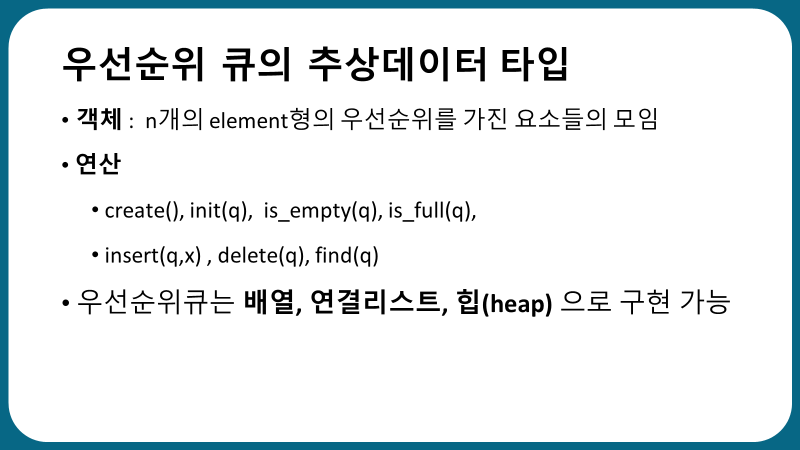 우선순위 큐의 추상데이터 타입
• 객체 : n개의 element형의 우선순위를 가진 요소들의 모임
• 연산
• create(), init(q), is_empty(q), is_full(q),
• insert(q,x) , delete(q), find(q)
• 우선순위큐는 배열, 연결리스트, 힙(heap) 으로 구현 가능